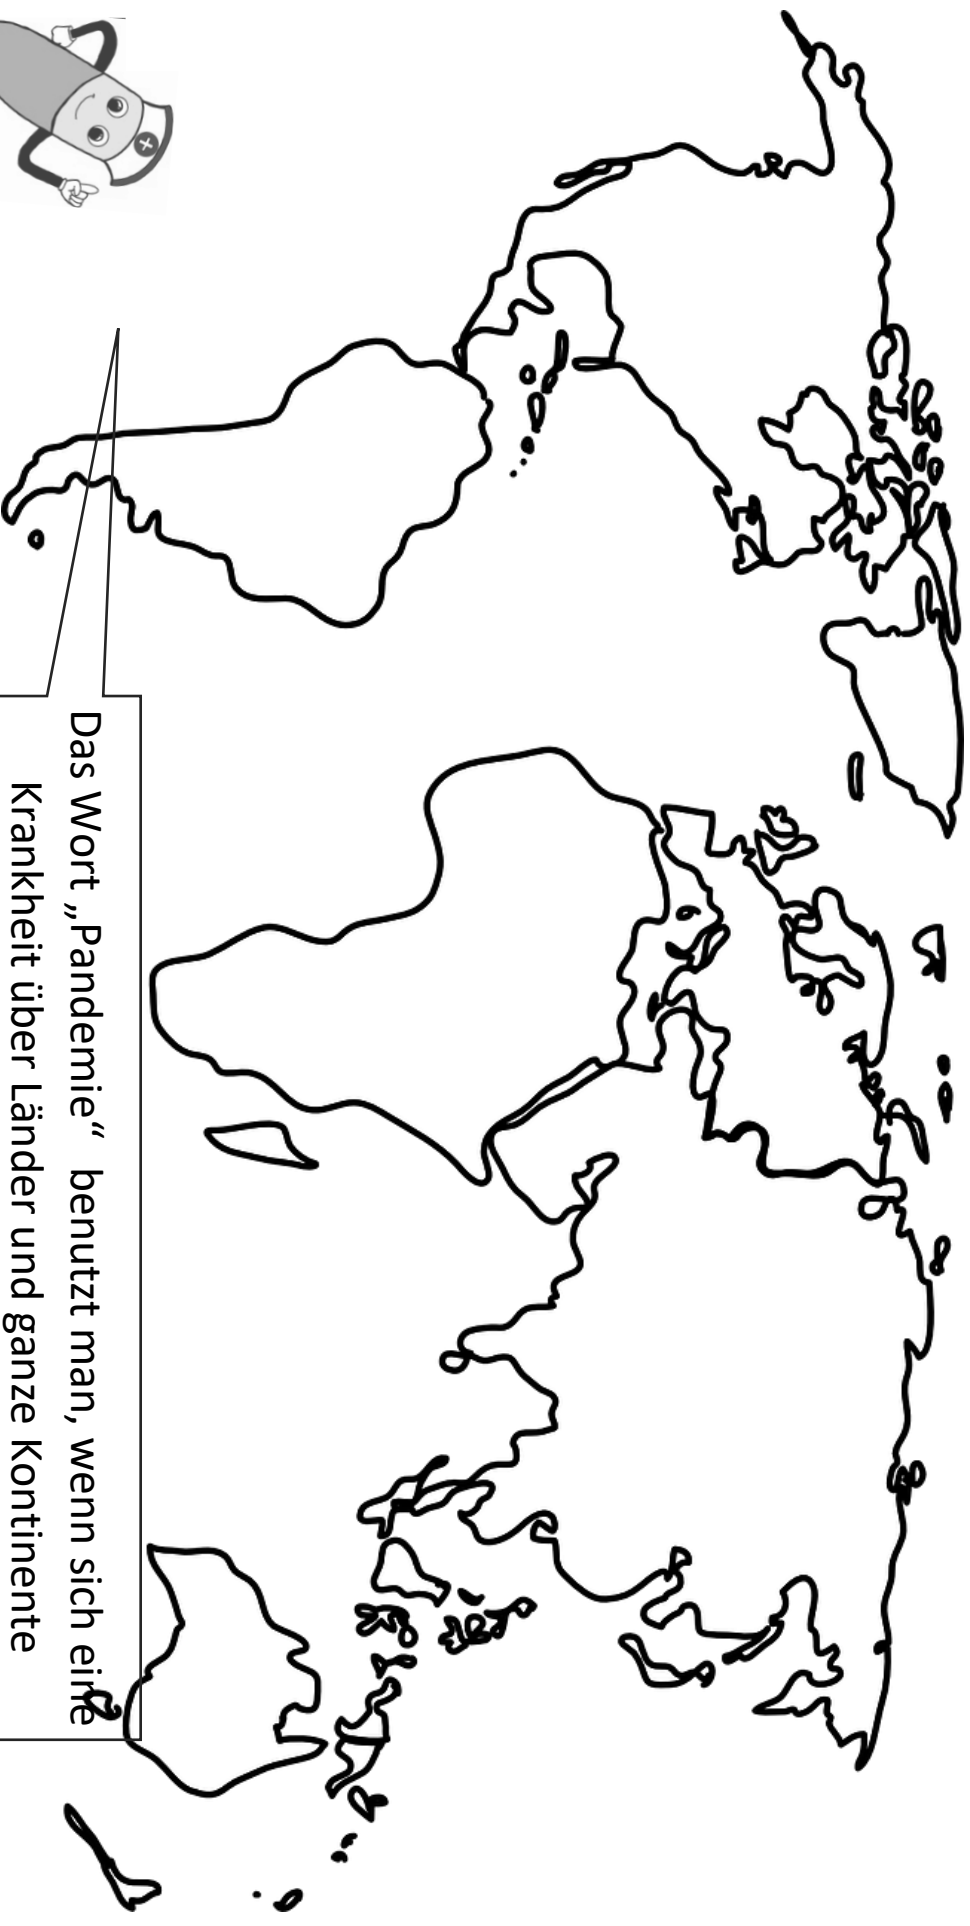 Das Wort „Pandemie“ benutzt man, wenn sich eine
Krankheit über Länder und ganze Kontinente